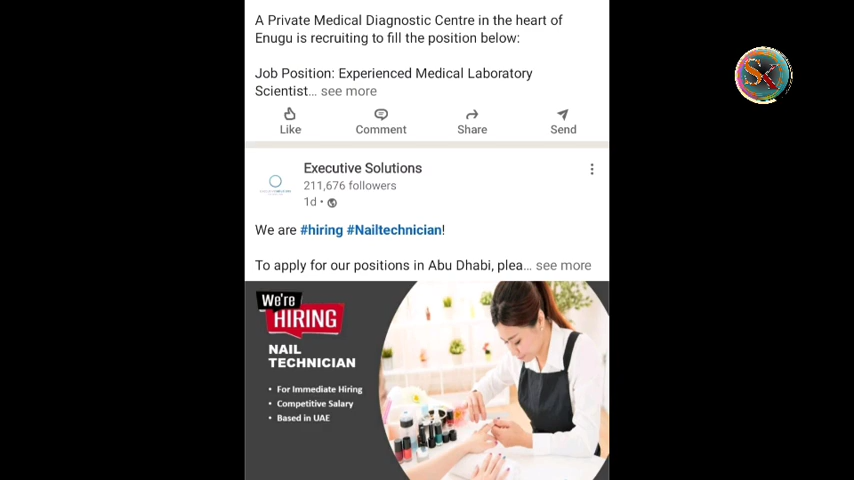 A Private Medical Diagnostic Centre in the heart of
Enugu is recruiting to fill the position below:
Job Position: Experienced Medical Laboratory
Scientist... see more
Like
Comment
Share
Send
Executive Solutions
211,676 followers
1d •
We are #hiring #Nailtechnician!
To apply for our positions in Abu Dhabi, plea... see more
We're
HIRING
NAIL
TECHNICIAN
• For Immediate Hiring
• Competitive Salary
• Based in UAE
SK